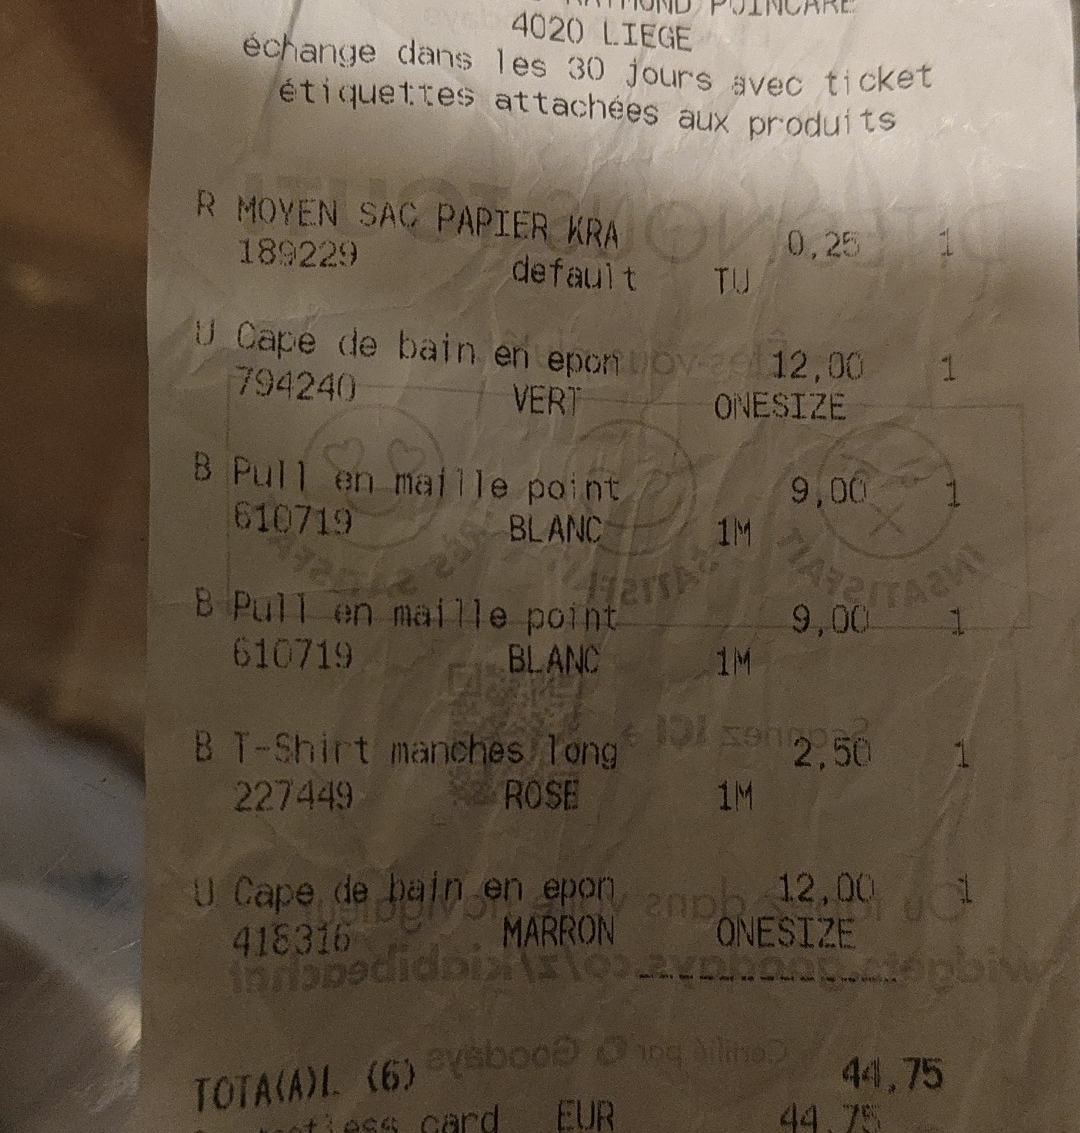 RAYMOND POINCARE
4020 LIEGE
échange dans les 30 jours avec ticket
étiquettes attachées aux produits
R MOYEN SAC PAPIER KRA 0,25 1
189229 default TU
U Cape de bain en epon 12,00 1
794240 VERT ONESIZE
B Pull en maille point 9,00 1
610719 BLANC 1M
B Pull en maille point 9,00 1
610719 BLANC 1M
B T-Shirt manches long 2,50 1
227449 ROSE 1M
U Cape de bain en epon 12,00 1
418316 MARRON ONESIZE
TOTA(A)L (6) 44,75
card EUR 44,75